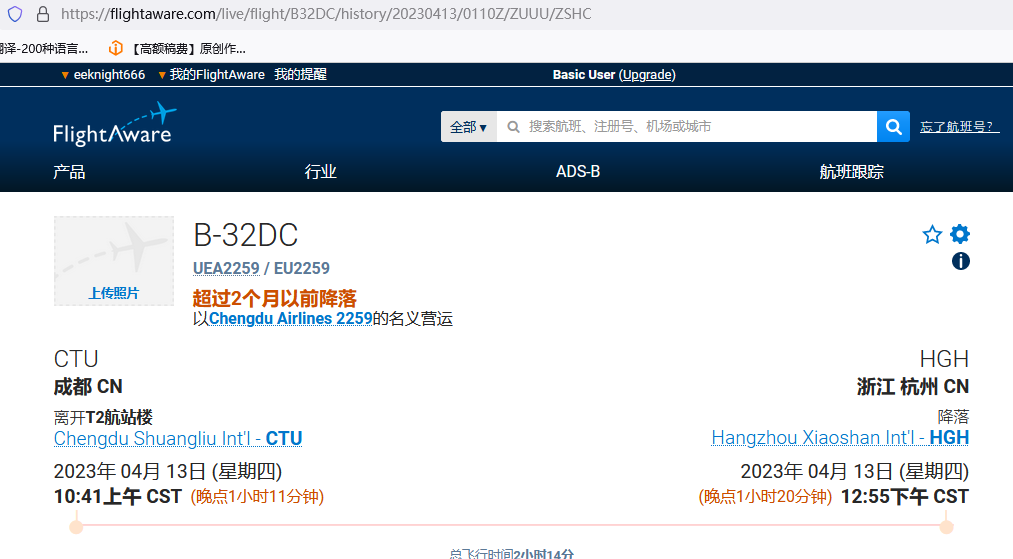 https://flightaware.com/live/flight/B32DC/history/20230413/0110Z/ZUUU/ZSHC
译-200种语言... 【高额稿费】原创作...
▼ eeknight666 ▼ 我的FlightAware 我的提醒 Basic User (Upgrade)
FlightAware 全部 ▾ 搜索航班、注册号、机场或城市 忘了航班号？
产品 行业 ADS-B 航班跟踪
B-32DC
上传照片
UEA2259 / EU2259
超过2个月以前降落
以Chengdu Airlines 2259的名义营运
CTU HGH
成都 CN 浙江 杭州 CN
离开T2航站楼 降落
Chengdu Shuangliu Int'l - CTU Hangzhou Xiaoshan Int'l - HGH
2023年 04月 13日 (星期四) 2023年 04月 13日 (星期四)
10:41上午 CST (晚点1小时11分钟) (晚点1小时20分钟) 12:55下午 CST
总飞行时间2小时14分